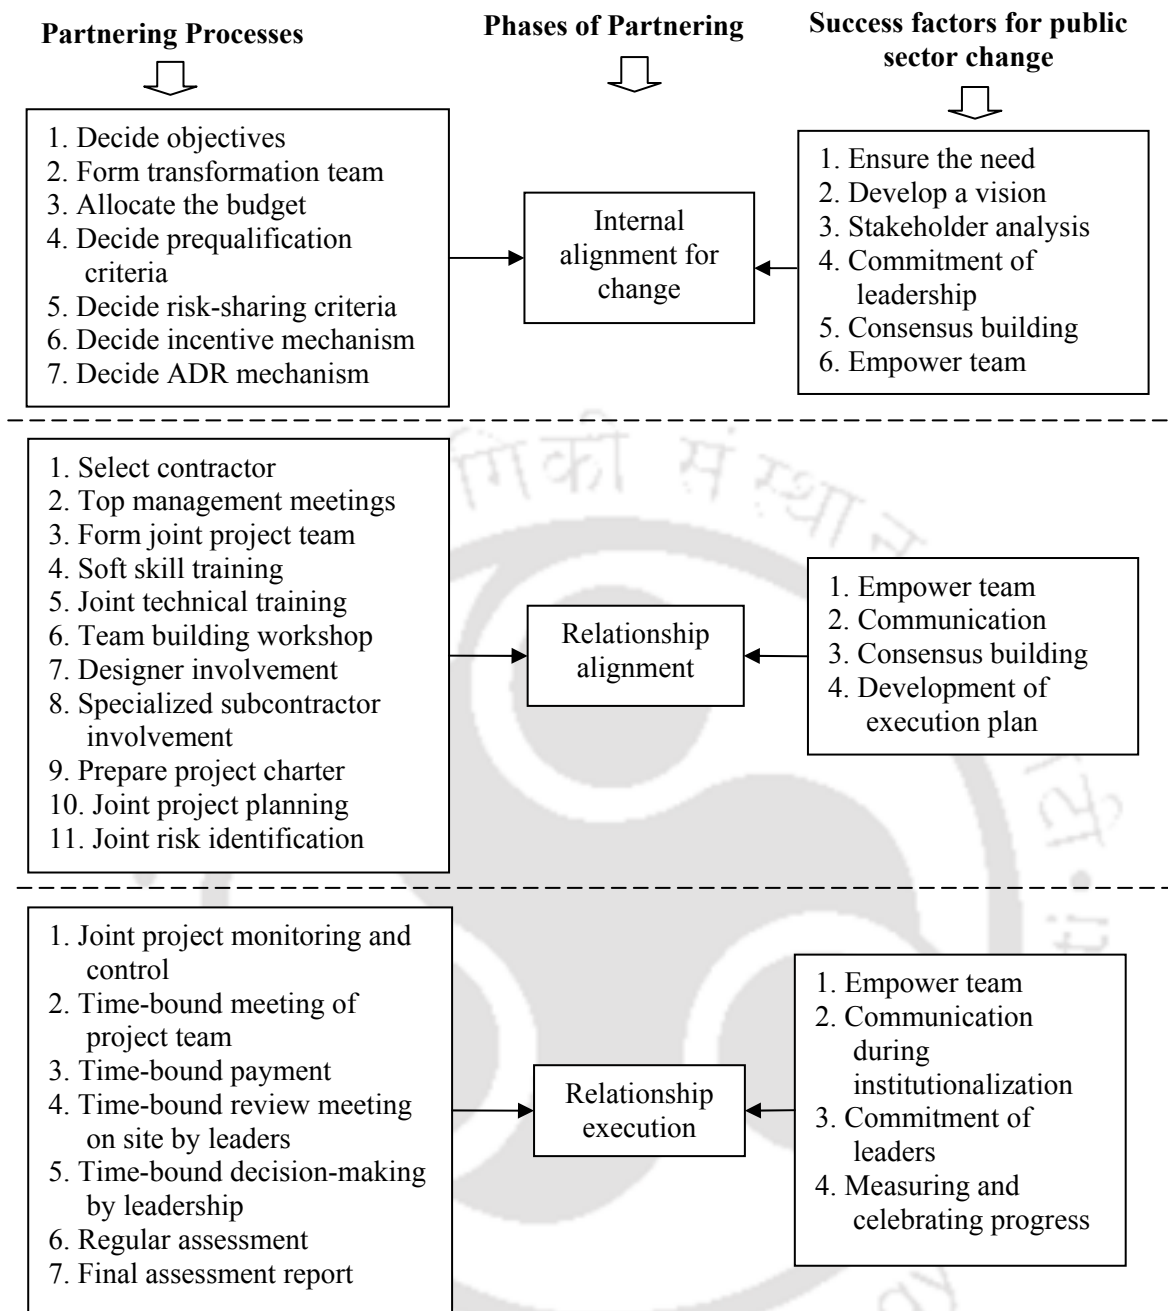 Partnering Processes
Phases of Partnering
Success factors for public
sector change
1. Decide objectives
2. Form transformation team
3. Allocate the budget
4. Decide prequalification
criteria
5. Decide risk-sharing criteria
6. Decide incentive mechanism
7. Decide ADR mechanism
Internal
alignment for
change
1. Ensure the need
2. Develop a vision
3. Stakeholder analysis
4. Commitment of
leadership
5. Consensus building
6. Empower team
1. Select contractor
2. Top management meetings
3. Form joint project team
4. Soft skill training
5. Joint technical training
6. Team building workshop
7. Designer involvement
8. Specialized subcontractor
involvement
9. Prepare project charter
10. Joint project planning
11. Joint risk identification
Relationship
alignment
1. Empower team
2. Communication
3. Consensus building
4. Development of
execution plan
1. Joint project monitoring and
control
2. Time-bound meeting of
project team
3. Time-bound payment
4. Time-bound review meeting
on site by leaders
5. Time-bound decision-making
by leadership
6. Regular assessment
7. Final assessment report
Relationship
execution
1. Empower team
2. Communication
during
institutionalization
3. Commitment of
leaders
4. Measuring and
celebrating progress